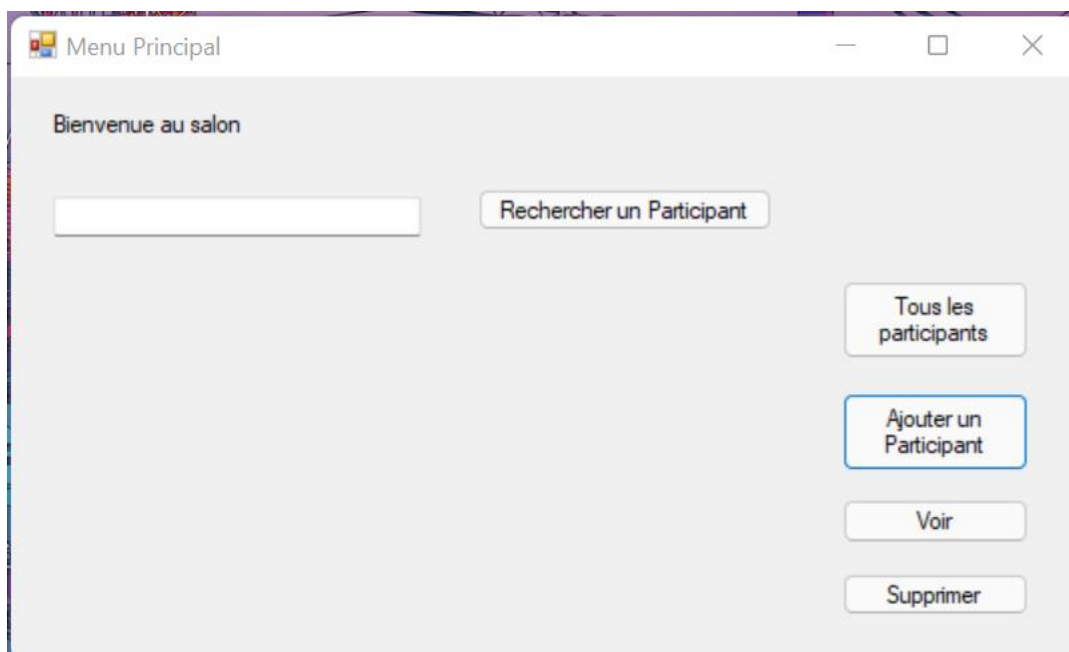 Menu Principal
Bienvenue au salon
Rechercher un Participant
Tous les
participants
Ajouter un
Participant
Voir
Supprimer